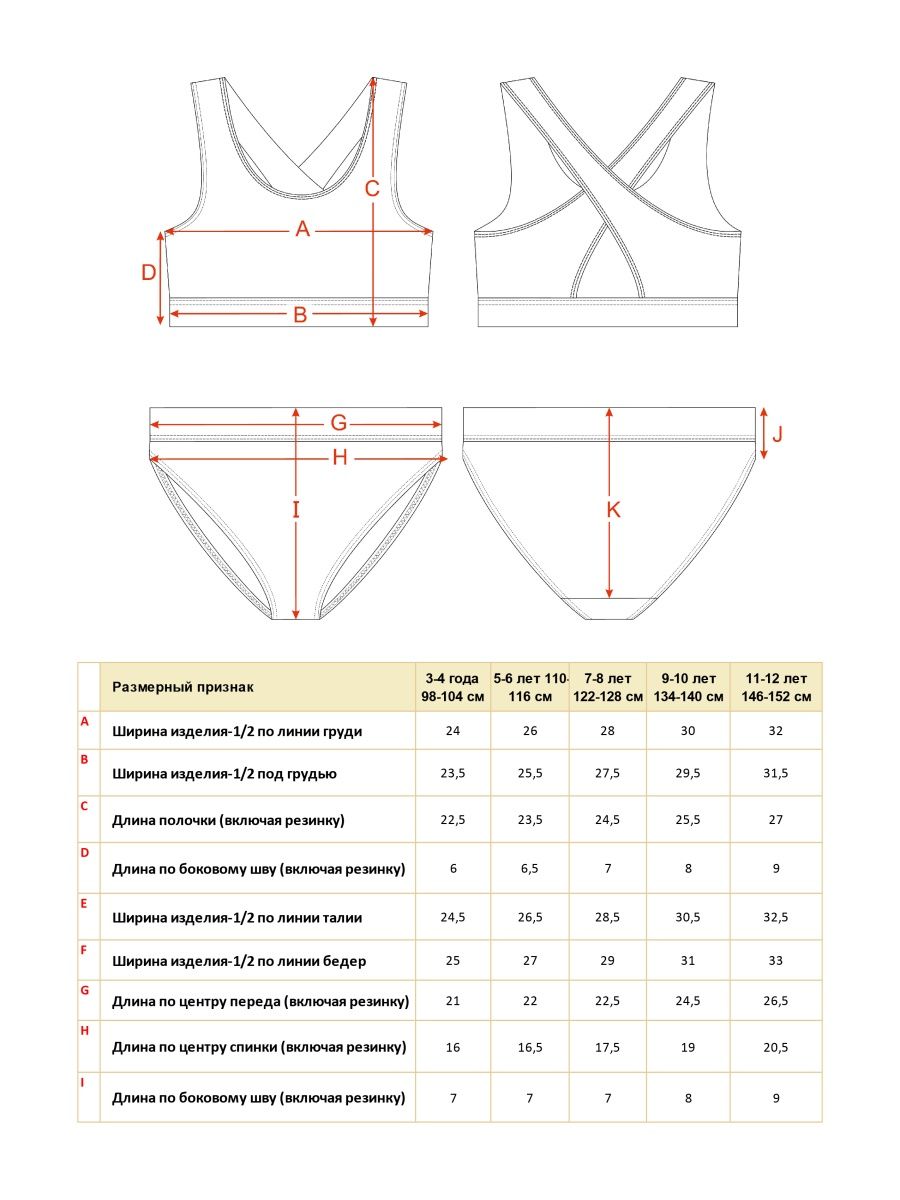 C
A
D
B
G
J
H
I
K
Размерный признак
3-4 года 5-6 лет 110- 7-8 лет 9-10 лет 11-12 лет
98-104 см 116 см 122-128 см 134-140 см 146-152 см
A Ширина изделия-1/2 по линии груди 24 26 28 30 32
B Ширина изделия-1/2 под грудью 23,5 25,5 27,5 29,5 31,5
C Длина полочки (включая резинку) 22,5 23,5 24,5 25,5 27
D Длина по боковому шву (включая резинку) 6 6,5 7 8 9
E Ширина изделия-1/2 по линии талии 24,5 26,5 28,5 30,5 32,5
F Ширина изделия-1/2 по линии бедер 25 27 29 31 33
G Длина по центру переда (включая резинку) 21 22 22,5 24,5 26,5
H Длина по центру спинки (включая резинку) 16 16,5 17,5 19 20,5
I Длина по боковому шву (включая резинку) 7 7 7 8 9